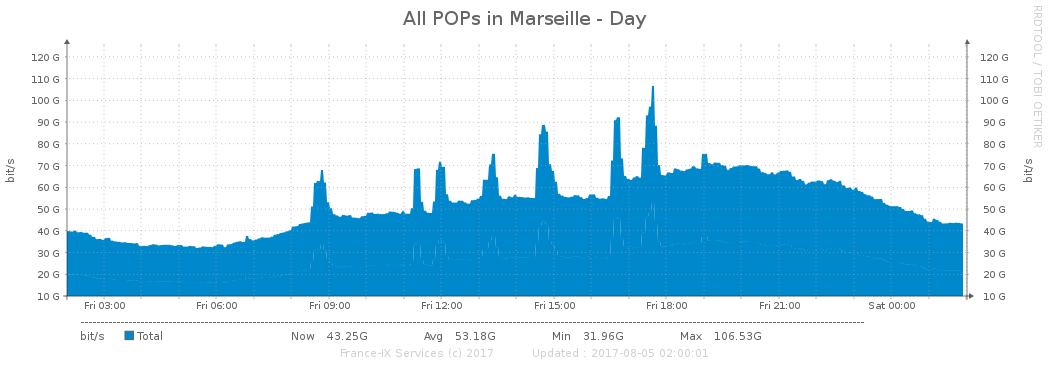 All POPs in Marseille - Day
RRDTOOL / TOBI OETIKER
bit/s
120 G 120 G
110 G 110 G
100 G 100 G
90 G 90 G
80 G 80 G
70 G 70 G
60 G 60 G
50 G 50 G
40 G 40 G
30 G 30 G
20 G 20 G
10 G 10 G
bit/s
Fri 03:00 Fri 06:00 Fri 09:00 Fri 12:00 Fri 15:00 Fri 18:00 Fri 21:00 Sat 00:00
bit/s Total Now 43.25G Avg 53.18G Min 31.96G Max 106.53G
France-IX Services (c) 2017 Updated : 2017-08-05 02:00:01